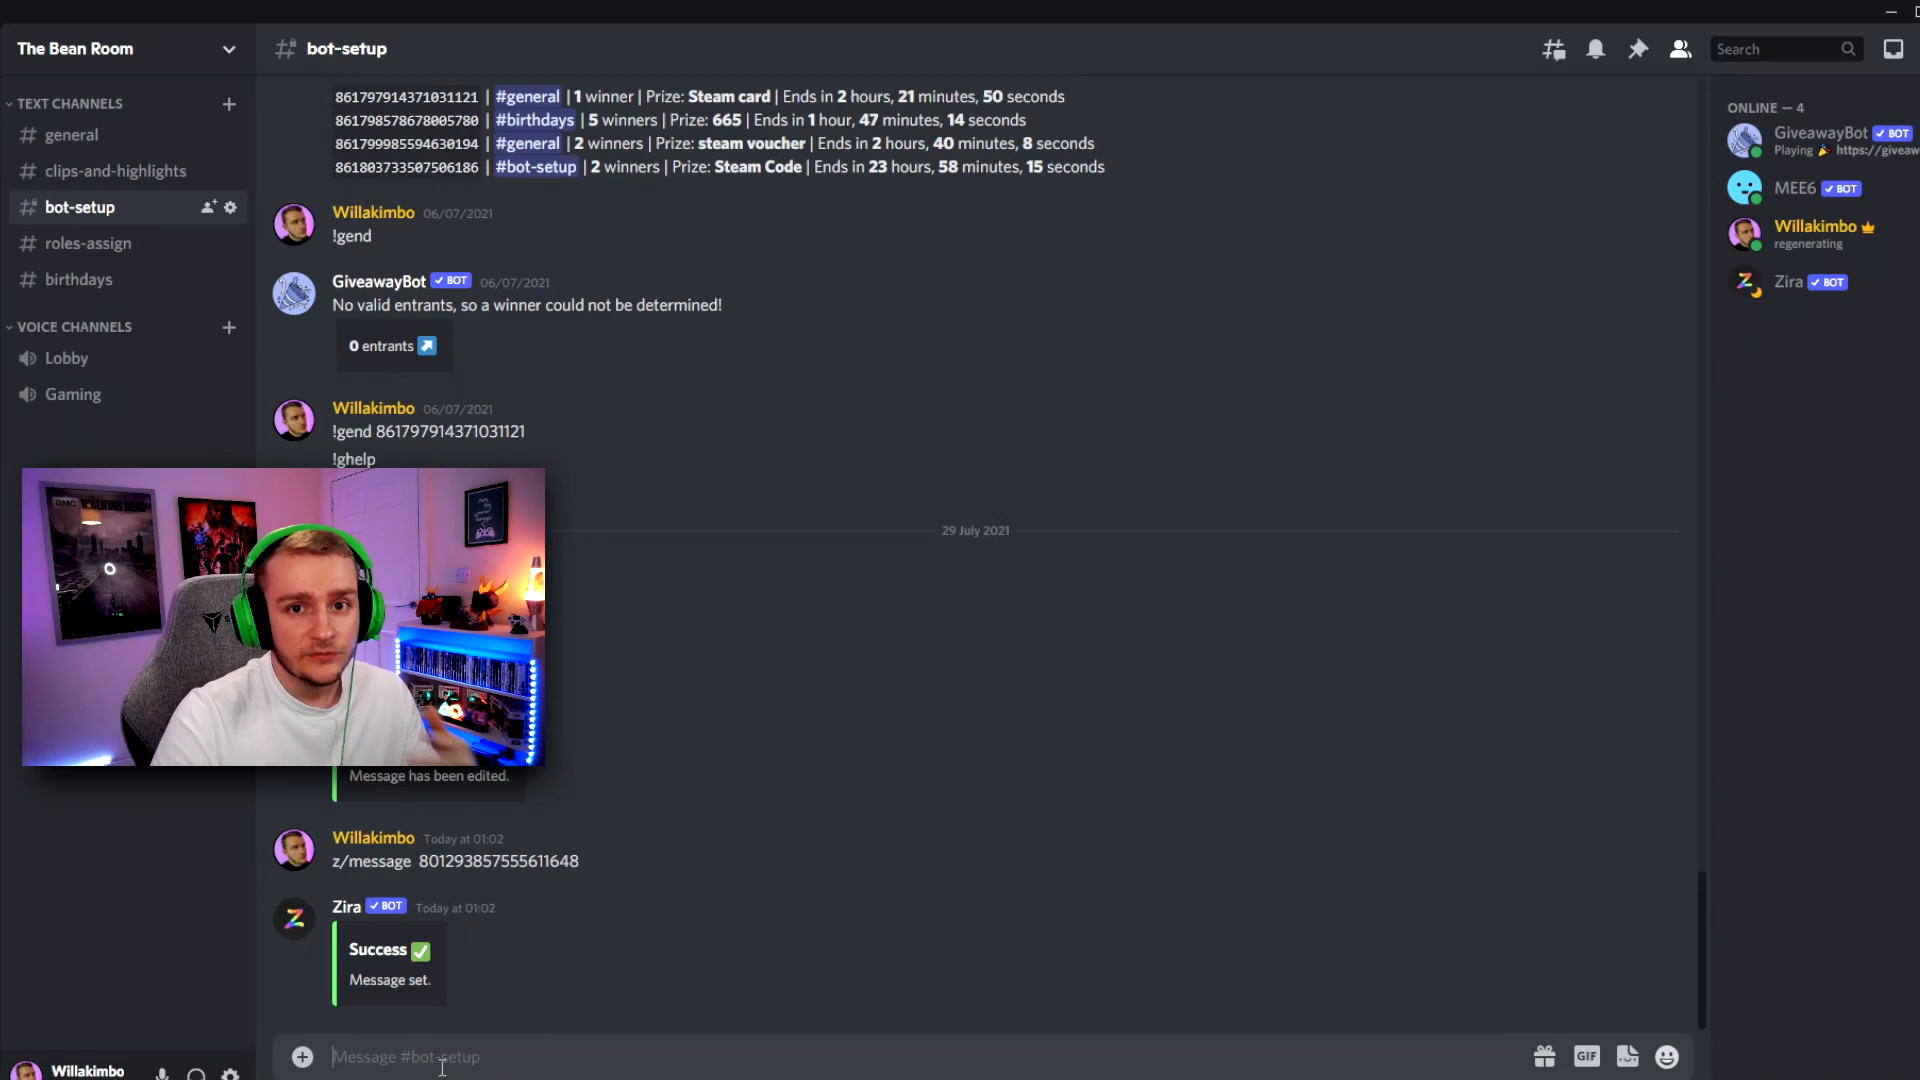 The Bean Room
bot-setup
Search
TEXT CHANNELS
general
clips-and-highlights
bot-setup
roles-assign
birthdays
VOICE CHANNELS
Lobby
Gaming
861797914371031121 | #general | 1 winner | Prize: Steam card | Ends in 2 hours, 21 minutes, 50 seconds
861798578678005780 | #birthdays | 5 winners | Prize: 665 | Ends in 1 hour, 47 minutes, 14 seconds
861799985594630194 | #general | 2 winners | Prize: steam voucher | Ends in 2 hours, 40 minutes, 8 seconds
861803733507506186 | #bot-setup | 2 winners | Prize: Steam Code | Ends in 23 hours, 58 minutes, 15 seconds
Willakimbo 06/07/2021
!gend
GiveawayBot BOT 06/07/2021
No valid entrants, so a winner could not be determined!
0 entrants
Willakimbo 06/07/2021
!gend 861797914371031121
!ghelp
29 July 2021
AMC THE WALKING DEAD
Message has been edited.
Willakimbo Today at 01:02
z/message 801293857555611648
Zira BOT Today at 01:02
Success
Message set.
Message #bot-setup
GIF
Willakimbo
ONLINE — 4
GiveawayBot BOT
Playing https://giveaw
MEE6 BOT
Willakimbo
regenerating
Zira BOT